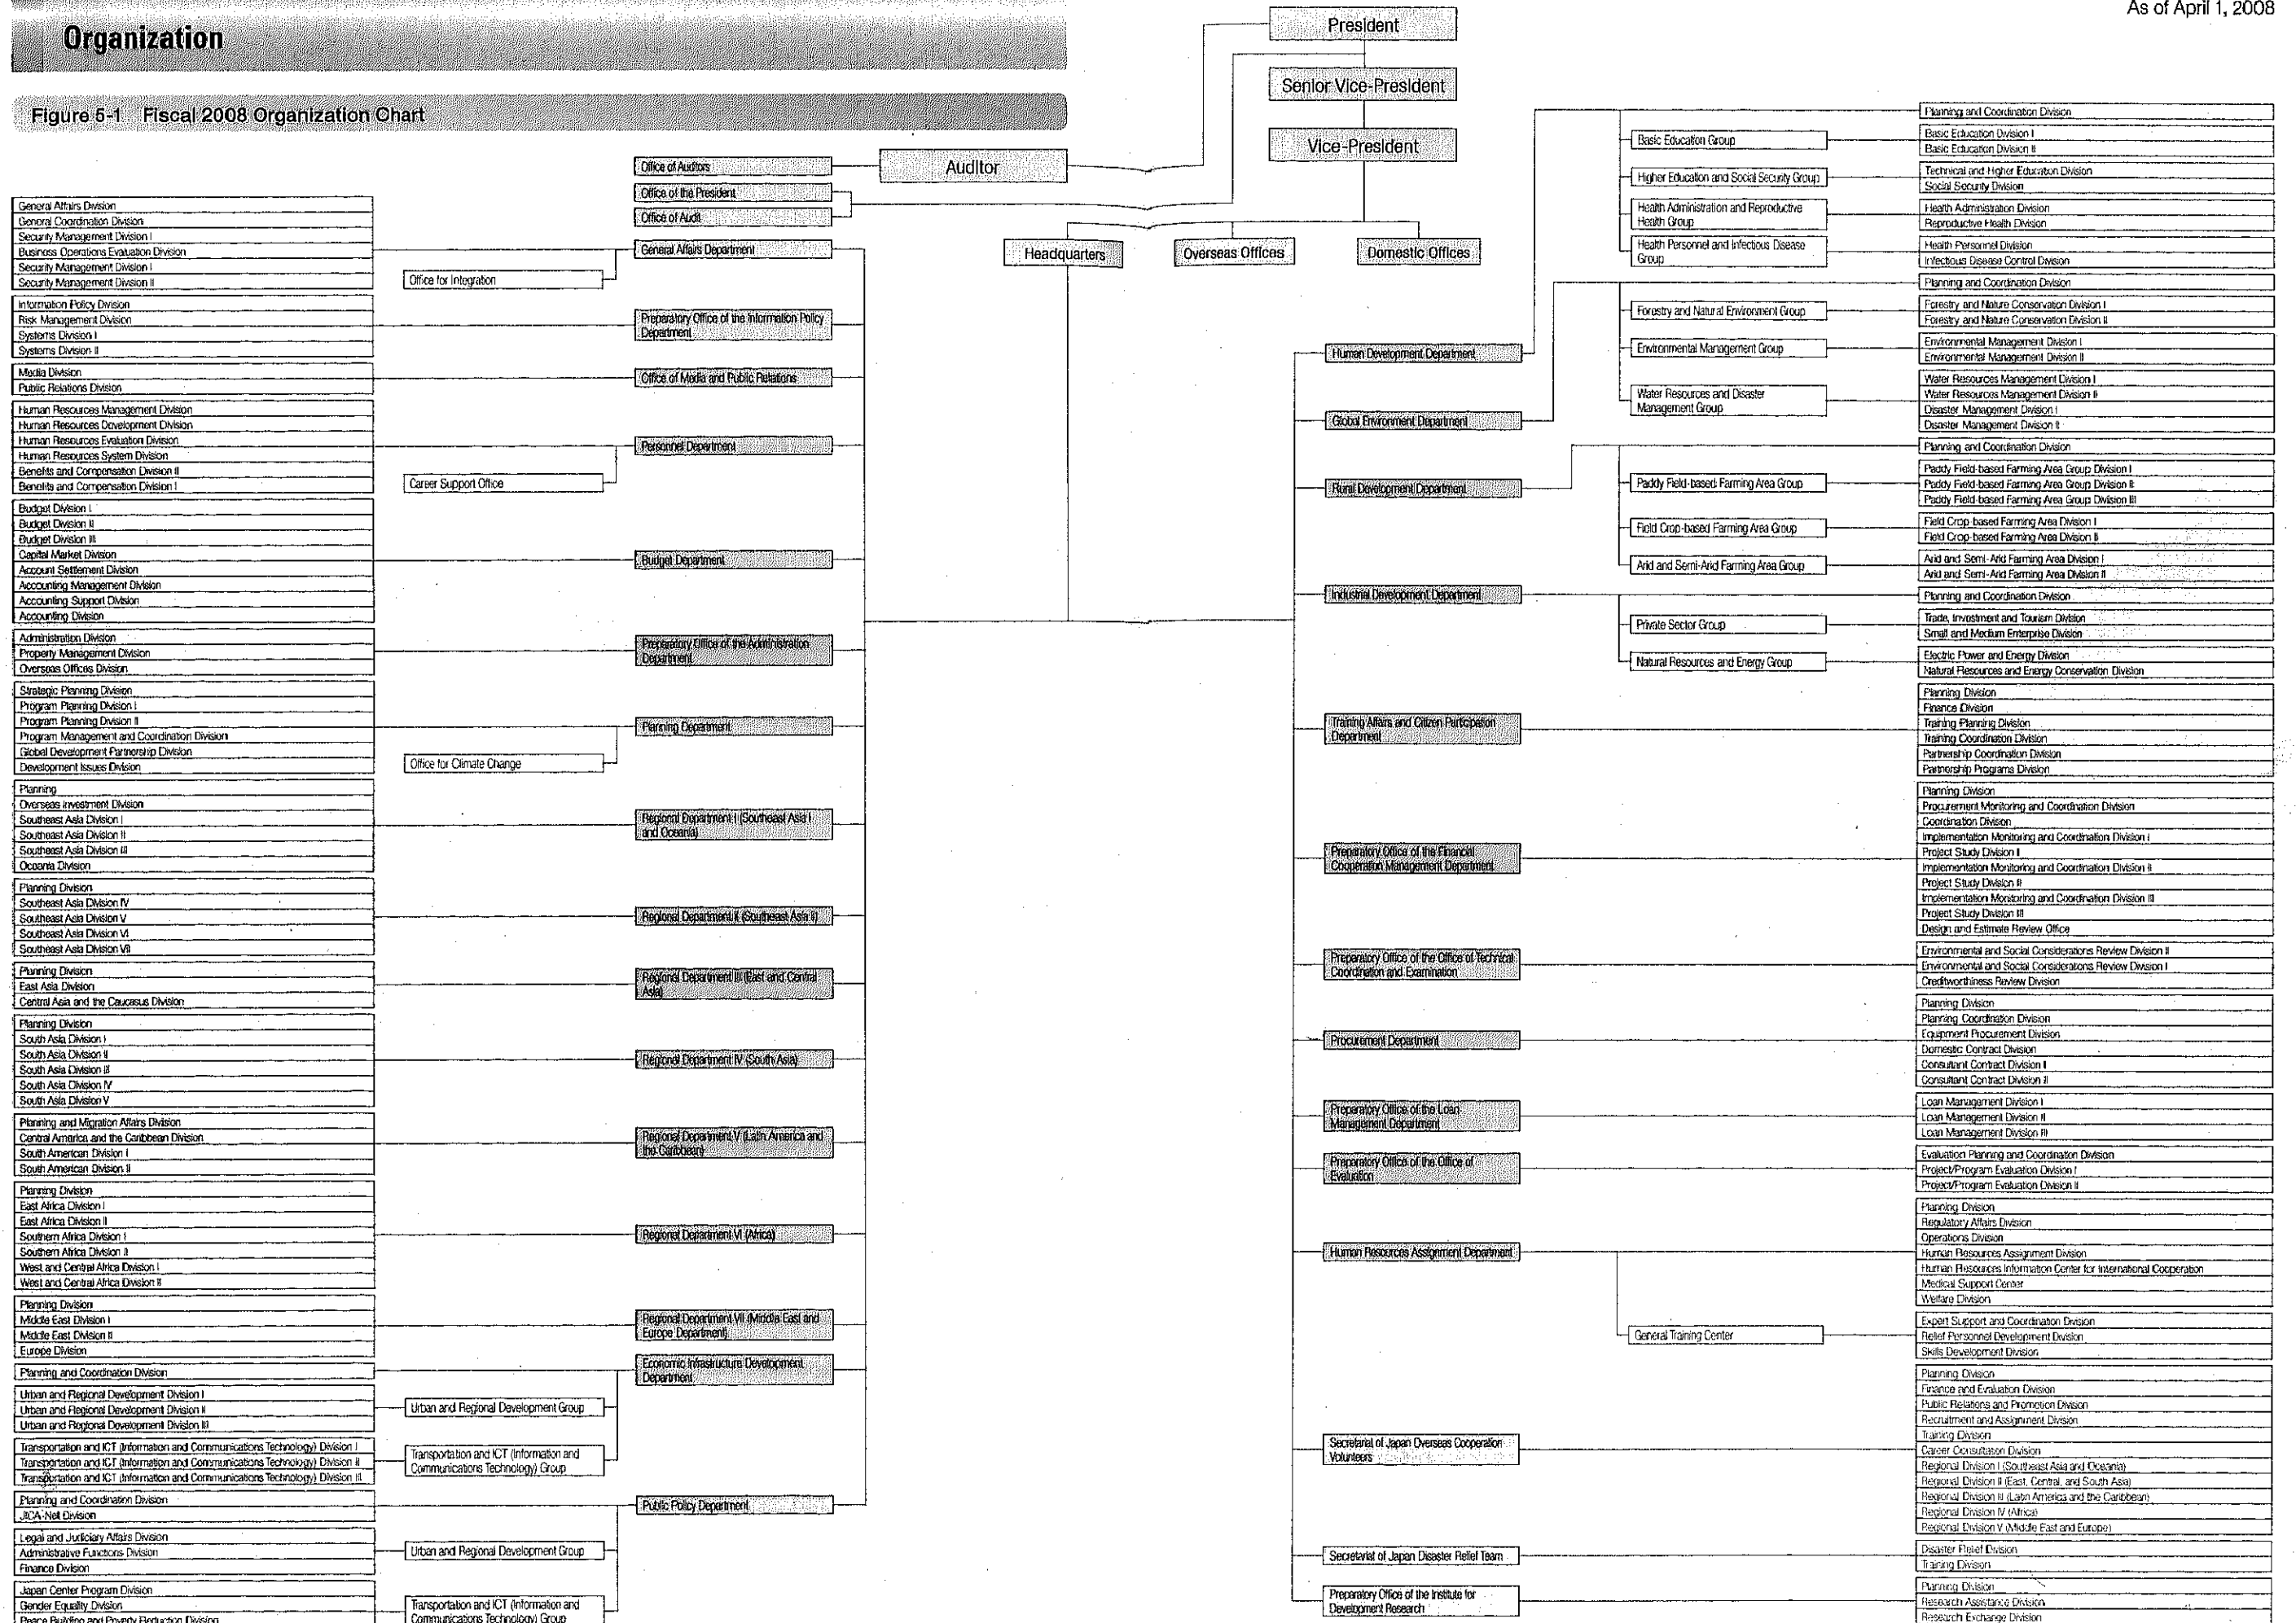 As of April 1, 2008
Organization
Figure 5-1 Fiscal 2008 Organization Chart
President
Senior Vice-President
Vice-President
Auditor
Office of Auditors
Office of the President
Office of Audit
Headquarters
Overseas Offices
Domestic Offices
General Affairs Division
General Coordination Division
Security Management Division I
Business Operations Evaluation Division
Security Management Division I
Security Management Division II
Office for Integration
General Affairs Department
Information Policy Division
Risk Management Division
Systems Division I
Systems Division II
Preparatory Office of the Information Policy
Department
Media Division
Public Relations Division
Office of Media and Public Relations
Human Resources Management Division
Human Resources Development Division
Human Resources Evaluation Division
Human Resources System Division
Benefits and Compensation Division II
Benefits and Compensation Division I
Career Support Office
Personnel Department
Budget Division I
Budget Division II
Budget Division III
Capital Market Division
Account Settlement Division
Accounting Management Division
Accounting Support Division
Accounting Division
Budget Department
Administration Division
Property Management Division
Overseas Offices Division
Preparatory Office of the Administration
Department
Strategic Planning Division
Program Planning Division I
Program Planning Division II
Program Management and Coordination Division
Global Development Partnership Division
Development Issues Division
Office for Climate Change
Planning Department
Planning
Overseas Investment Division
Southeast Asia Division I
Southeast Asia Division II
Southeast Asia Division III
Oceania Division
Regional Department I (Southeast Asia I
and Oceania)
Planning Division
Southeast Asia Division IV
Southeast Asia Division V
Southeast Asia Division VI
Southeast Asia Division VII
Regional Department II (Southeast Asia II)
Planning Division
East Asia Division
Central Asia and the Caucasus Division
Regional Department III (East and Central
Asia)
Planning Division
South Asia Division I
South Asia Division II
South Asia Division III
South Asia Division IV
South Asia Division V
Regional Department IV (South Asia)
Planning and Migration Affairs Division
Central America and the Caribbean Division
South American Division I
South American Division II
Regional Department V (Latin America and
the Caribbean)
Planning Division
East Africa Division I
East Africa Division II
Southern Africa Division I
Southern Africa Division II
West and Central Africa Division I
West and Central Africa Division II
Regional Department VI (Africa)
Planning Division
Middle East Division I
Middle East Division II
Europe Division
Regional Department VII (Middle East and
Europe Department)
Planning and Coordination Division
Economic Infrastructure Development
Department
Urban and Regional Development Division I
Urban and Regional Development Division II
Urban and Regional Development Division III
Urban and Regional Development Group
Transportation and ICT (Information and Communications Technology) Division I
Transportation and ICT (Information and Communications Technology) Division II
Transportation and ICT (Information and Communications Technology) Division III
Transportation and ICT (Information and
Communications Technology) Group
Planning and Coordination Division
JICA-Net Division
Public Policy Department
Legal and Judiciary Affairs Division
Administrative Functions Division
Finance Division
Urban and Regional Development Group
Japan Center Program Division
Gender Equality Division
Peace Building and Poverty Reduction Division
Transportation and ICT (Information and
Communications Technology) Group
Human Development Department
Planning and Coordination Division
Basic Education Group
Basic Education Division I
Basic Education Division II
Higher Education and Social Security Group
Technical and Higher Education Division
Social Security Division
Health Administration and Reproductive
Health Group
Health Administration Division
Reproductive Health Division
Health Personnel and Infectious Disease
Group
Health Personnel Division
Infectious Disease Control Division
Global Environment Department
Planning and Coordination Division
Forestry and Natural Environment Group
Forestry and Nature Conservation Division I
Forestry and Nature Conservation Division II
Environmental Management Group
Environmental Management Division I
Environmental Management Division II
Water Resources and Disaster
Management Group
Water Resources Management Division I
Water Resources Management Division II
Disaster Management Division I
Disaster Management Division II
Rural Development Department
Planning and Coordination Division
Paddy Field-based Farming Area Group
Paddy Field-based Farming Area Group Division I
Paddy Field-based Farming Area Group Division II
Paddy Field-based Farming Area Group Division III
Field Crop-based Farming Area Group
Field Crop-based Farming Area Division I
Field Crop-based Farming Area Division II
Arid and Semi-Arid Farming Area Group
Arid and Semi-Arid Farming Area Division I
Arid and Semi-Arid Farming Area Division II
Industrial Development Department
Planning and Coordination Division
Private Sector Group
Trade, Investment and Tourism Division
Small and Medium Enterprise Division
Natural Resources and Energy Group
Electric Power and Energy Division
Natural Resources and Energy Conservation Division
Training Affairs and Citizen Participation
Department
Planning Division
Finance Division
Training Planning Division
Training Coordination Division
Partnership Coordination Division
Partnership Programs Division
Preparatory Office of the Financial
Cooperation Management Department
Planning Division
Procurement Monitoring and Coordination Division
Coordination Division
Implementation Monitoring and Coordination Division I
Project Study Division I
Implementation Monitoring and Coordination Division II
Project Study Division II
Implementation Monitoring and Coordination Division III
Project Study Division III
Design and Estimate Review Office
Preparatory Office of the Office of Technical
Coordination and Examination
Environmental and Social Considerations Review Division II
Environmental and Social Considerations Review Division I
Creditworthiness Review Division
Procurement Department
Planning Division
Planning Coordination Division
Equipment Procurement Division
Domestic Contract Division
Consultant Contract Division I
Consultant Contract Division II
Preparatory Office of the Loan
Management Department
Loan Management Division I
Loan Management Division II
Loan Management Division III
Preparatory Office of the Office of
Evaluation
Evaluation Planning and Coordination Division
Project/Program Evaluation Division I
Project/Program Evaluation Division II
Human Resources Assignment Department
Planning Division
Regulatory Affairs Division
Operations Division
Human Resources Assignment Division
Human Resources Information Center for International Cooperation
Medical Support Center
Welfare Division
General Training Center
Expert Support and Coordination Division
Relief Personnel Development Division
Skills Development Division
Secretariat of Japan Overseas Cooperation
Volunteers
Planning Division
Finance and Evaluation Division
Public Relations and Promotion Division
Recruitment and Assignment Division
Training Division
Career Consultation Division
Regional Division I (Southeast Asia and Oceania)
Regional Division II (East, Central, and South Asia)
Regional Division III (Latin America and the Caribbean)
Regional Division IV (Africa)
Regional Division V (Middle East and Europe)
Secretariat of Japan Disaster Relief Team
Disaster Relief Division
Training Division
Preparatory Office of the Institute for
Development Research
Planning Division
Research Assistance Division
Research Exchange Division